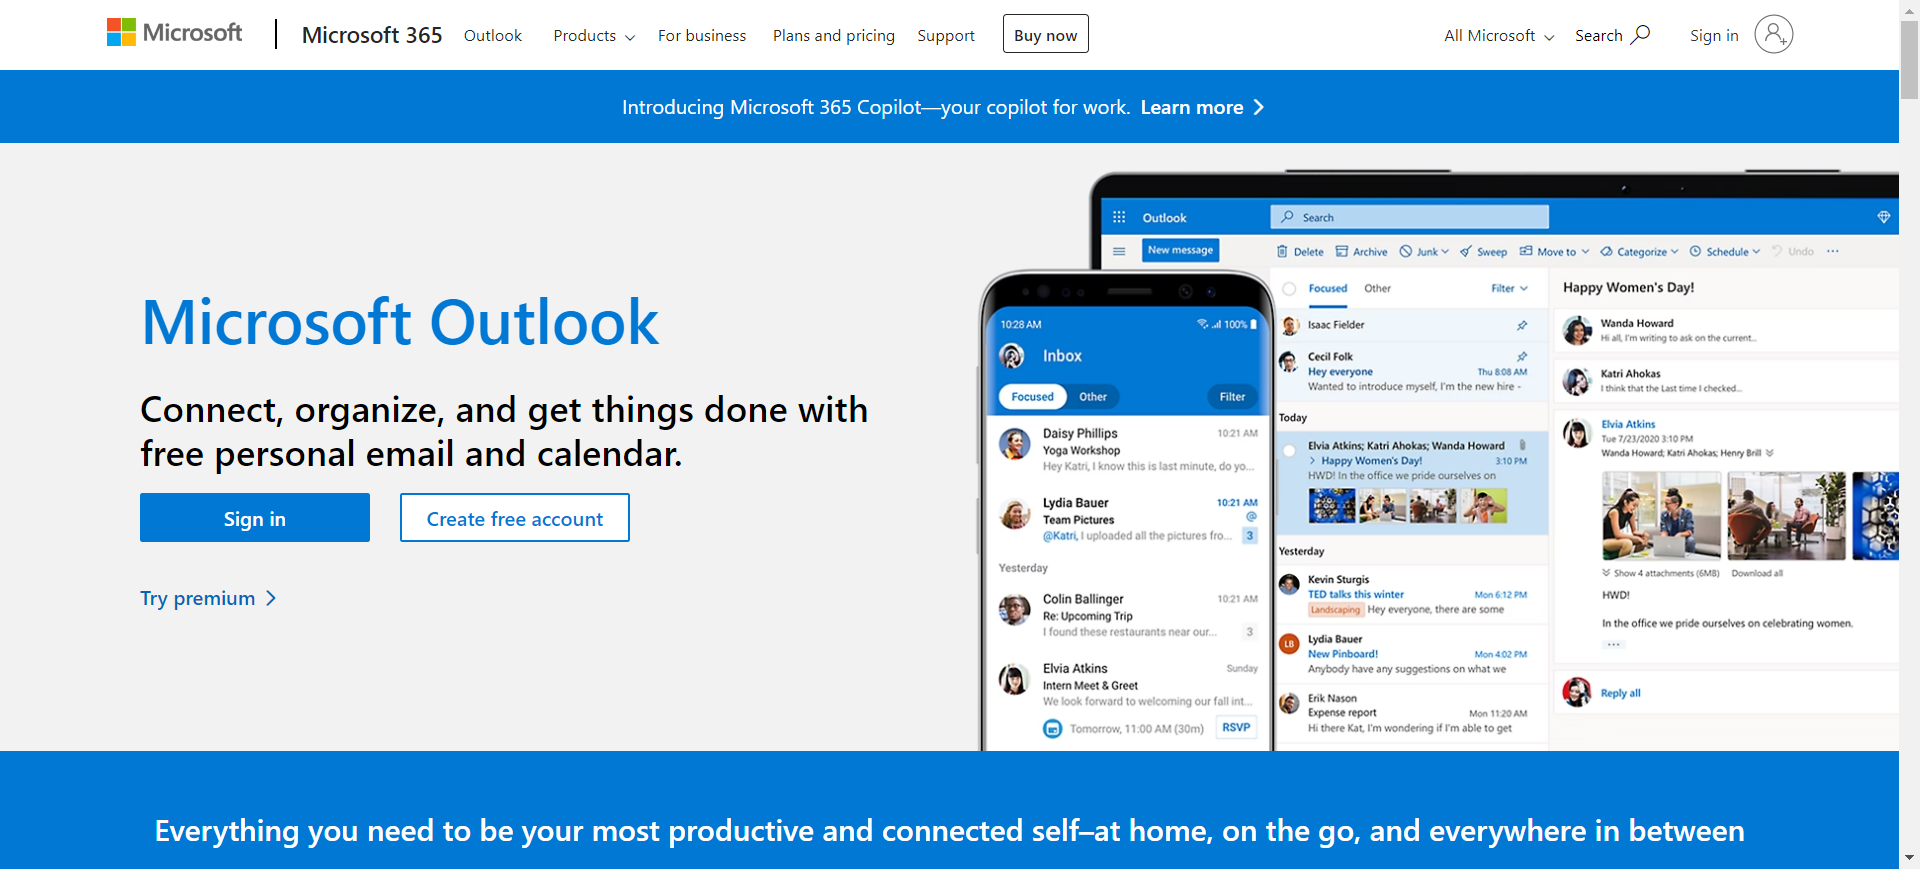 Microsoft
Microsoft 365
Outlook
Products
For business
Plans and pricing
Support
Buy now
All Microsoft
Search
Sign in
Introducing Microsoft 365 Copilot—your copilot for work. Learn more
Microsoft Outlook
Connect, organize, and get things done with
free personal email and calendar.
Sign in
Create free account
Try premium
10:28 AM
100%
Inbox
Focused
Other
Filter
Daisy Phillips
10:21 AM
Yoga Workshop
Hey Katri, I know this is last minute, do yo...
Lydia Bauer
10:21 AM
Team Pictures
@
@Katri, I uploaded all the pictures fro...
3
Yesterday
Colin Ballinger
10:21 AM
Re: Upcoming Trip
I found these restaurants near our...
3
Elvia Atkins
Sunday
Intern Meet & Greet
We look forward to welcoming our fall int...
Tomorrow, 11:00 AM (30m)
RSVP
Outlook
Search
New message
Delete
Archive
Junk
Sweep
Move to
Categorize
Schedule
Undo
...
Focused
Other
Filter
Isaac Fielder
Cecil Folk
Hey everyone
Thu 8:08 AM
Wanted to introduce myself, I'm the new hire -
Today
Elvia Atkins; Katri Ahokas; Wanda Howard
> Happy Women's Day!
3:10 PM
HWD! In the office we pride ourselves on
Yesterday
Kevin Sturgis
TED talks this winter
Mon 6:12 PM
Landscaping
Hey everyone, there are some
LB
Lydia Bauer
New Pinboard!
Mon 4:02 PM
Anybody have any suggestions on what we
Erik Nason
Expense report
Mon 11:20 AM
Hi there Kat, I'm wondering if I'm able to get
Happy Women's Day!
Wanda Howard
Hi all, I'm writing to ask on the current...
Katri Ahokas
I think that the Last time I checked...
Elvia Atkins
Tue 7/23/2020 3:10 PM
Wanda Howard; Katri Ahokas; Henry Brill
Show 4 attachments (6MB)
Download all
HWD!
In the office we pride ourselves on celebrating women.
...
Reply all
Everything you need to be your most productive and connected self–at home, on the go, and everywhere in between